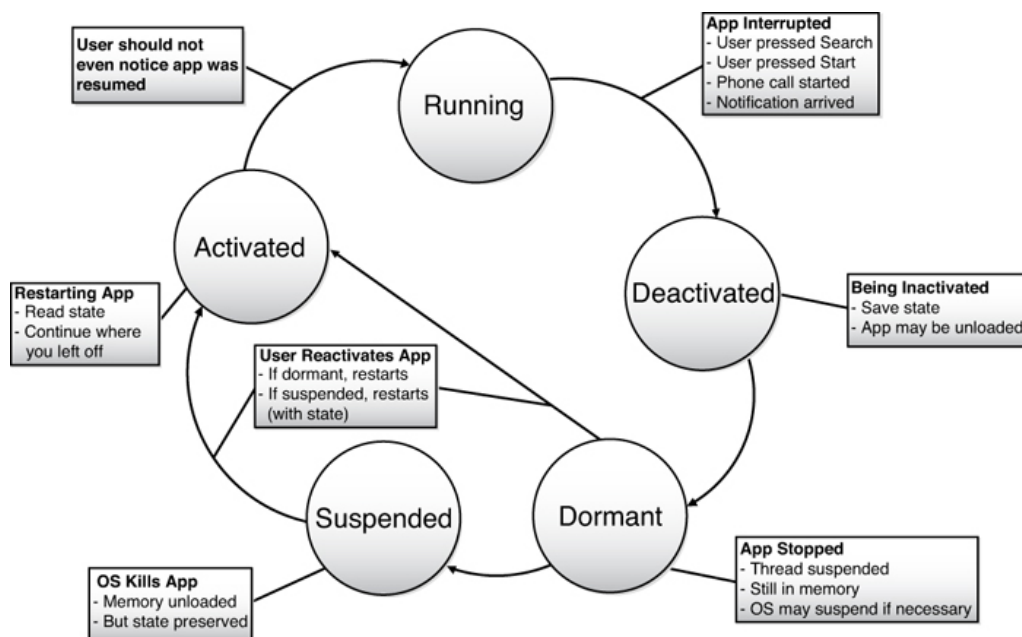 User should not
even notice app was
resumed
App Interrupted
- User pressed Search
- User pressed Start
- Phone call started
- Notification arrived
Running
Activated
Deactivated
Restarting App
- Read state
- Continue where
you left off
Being Inactivated
- Save state
- App may be unloaded
User Reactivates App
- If dormant, restarts
- If suspended, restarts
(with state)
Suspended
Dormant
OS Kills App
- Memory unloaded
- But state preserved
App Stopped
- Thread suspended
- Still in memory
- OS may suspend if necessary